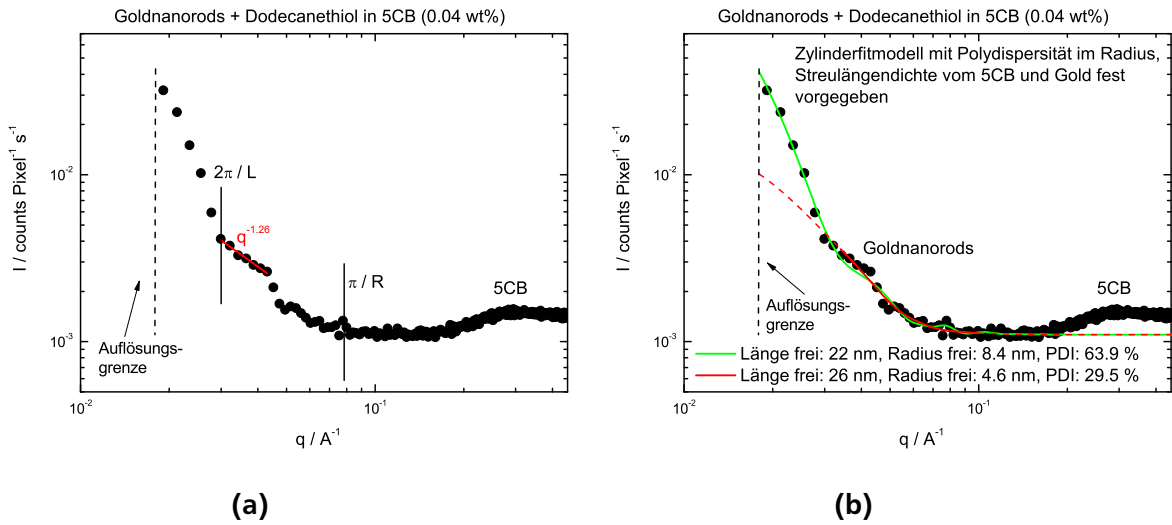 Goldnanorods + Dodecanethiol in 5CB (0.04 wt%)
I / counts Pixel⁻¹ s⁻¹
10⁻²
10⁻³
2π / L
q⁻¹·²⁶
π / R
5CB
Auflösungs-
grenze
10⁻²
10⁻¹
q / A⁻¹
(a)
Goldnanorods + Dodecanethiol in 5CB (0.04 wt%)
Zylinderfitmodell mit Polydispersität im Radius,
Streulängendichte vom 5CB und Gold fest
vorgegeben
I / counts Pixel⁻¹ s⁻¹
10⁻²
10⁻³
Goldnanorods
5CB
Auflösungs-
grenze
Länge frei: 22 nm, Radius frei: 8.4 nm, PDI: 63.9 %
Länge frei: 26 nm, Radius frei: 4.6 nm, PDI: 29.5 %
10⁻²
10⁻¹
q / A⁻¹
(b)